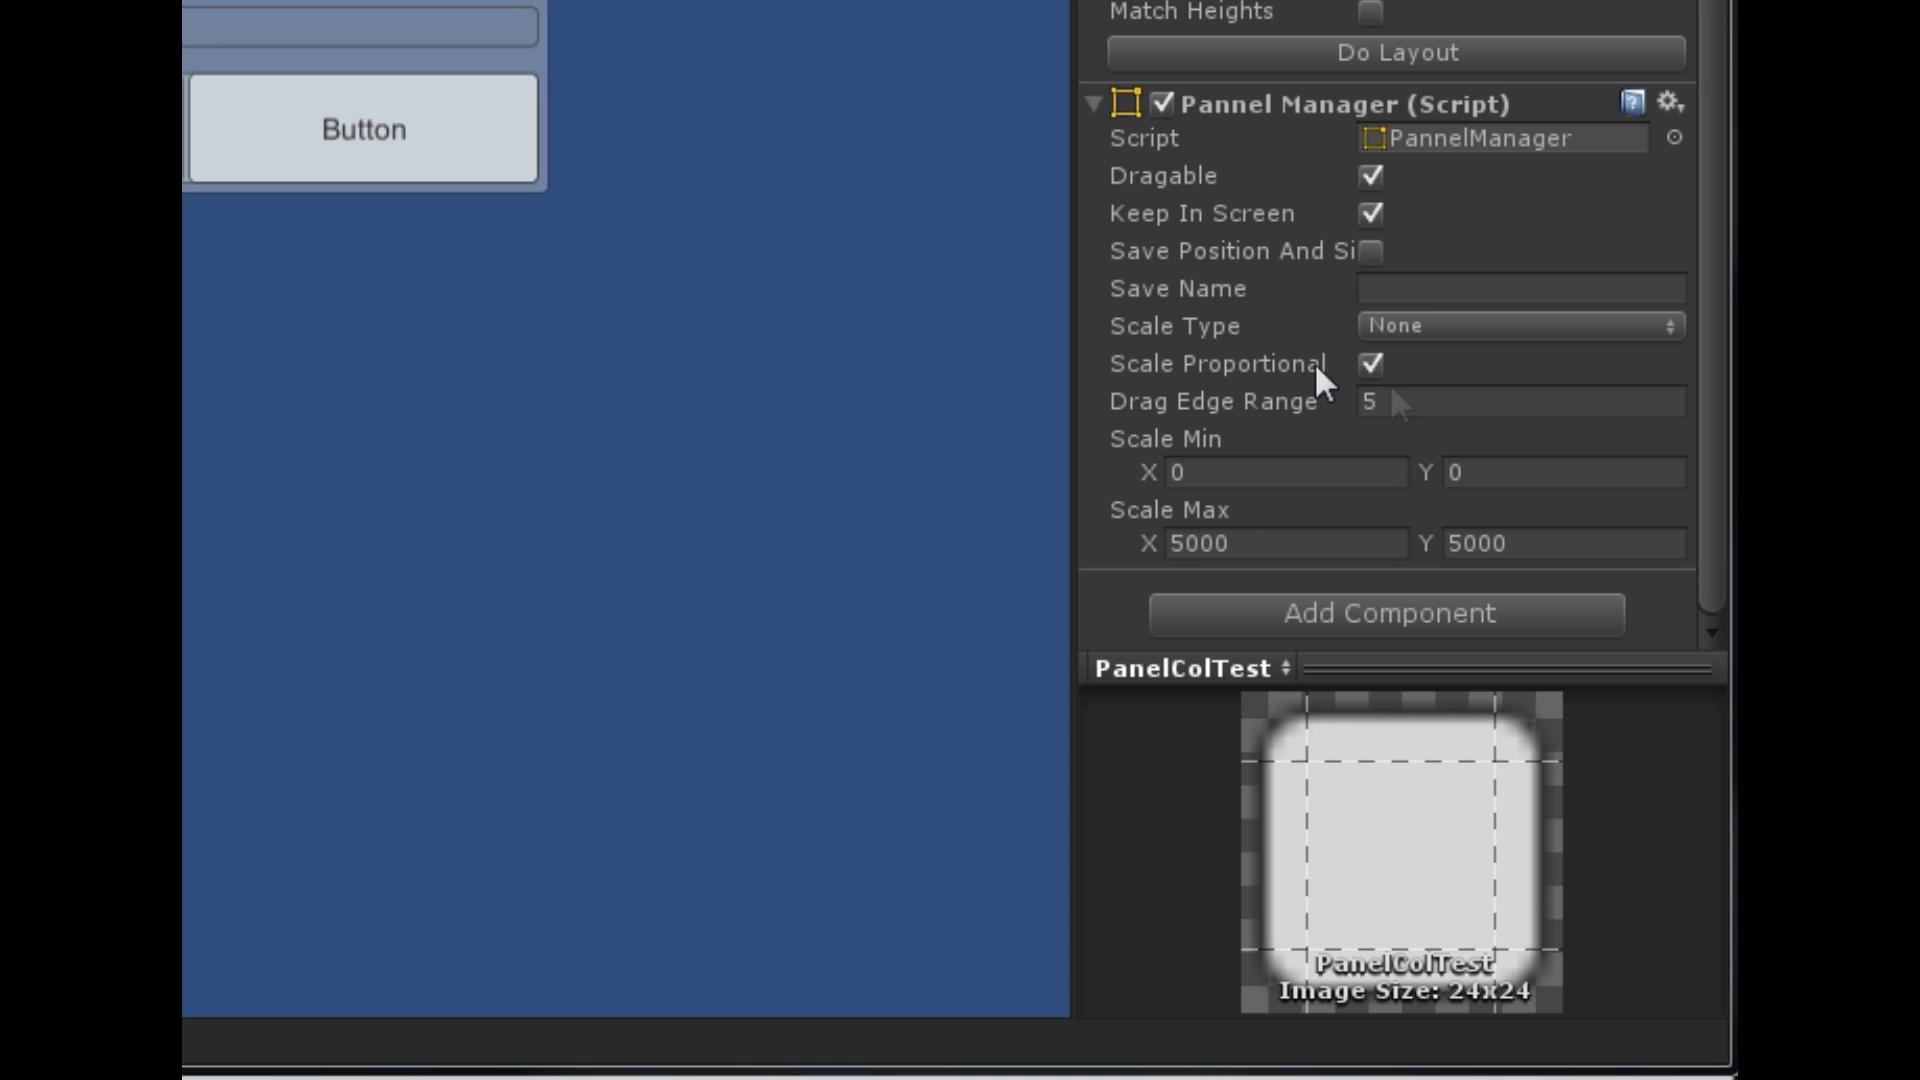 Match Heights
Do Layout
Button
Pannel Manager (Script)
Script PannelManager
Dragable
Keep In Screen
Save Position And Si
Save Name
Scale Type None
Scale Proportional
Drag Edge Range 5
Scale Min
X 0 Y 0
Scale Max
X 5000 Y 5000
Add Component
PanelColTest
PanelColTest
Image Size: 24x24